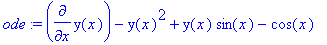 ode := (∂/∂x y(x)) − y(x)² + y(x) sin(x) − cos(x)